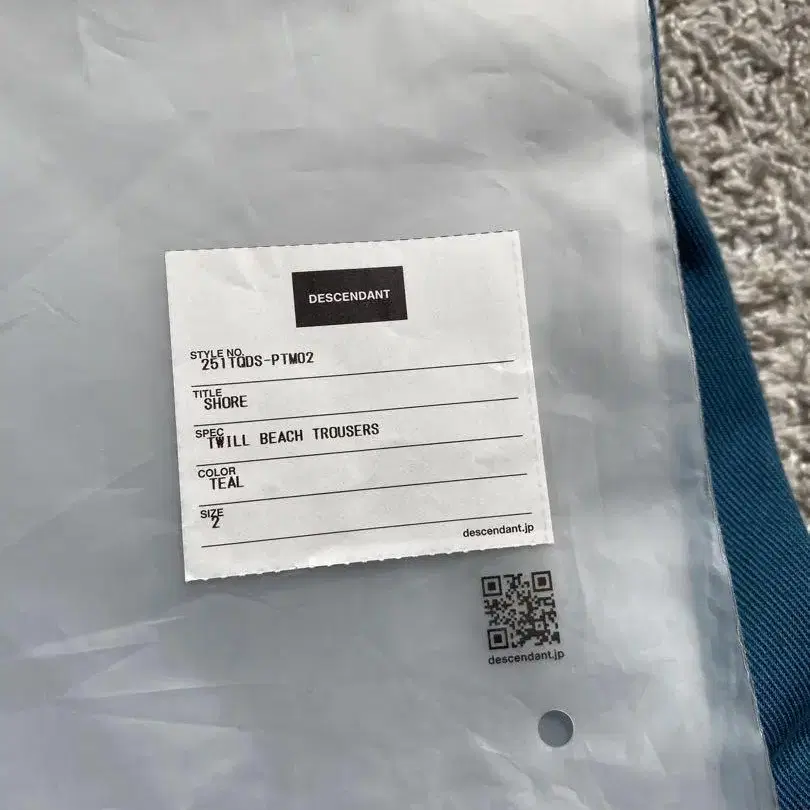 DESCENDANT
STYLE NO.
251TQDS-PTM02
TITLE
SHORE
SPEC
TWILL BEACH TROUSERS
COLOR
TEAL
SIZE
2
descendant.jp
descendant.jp